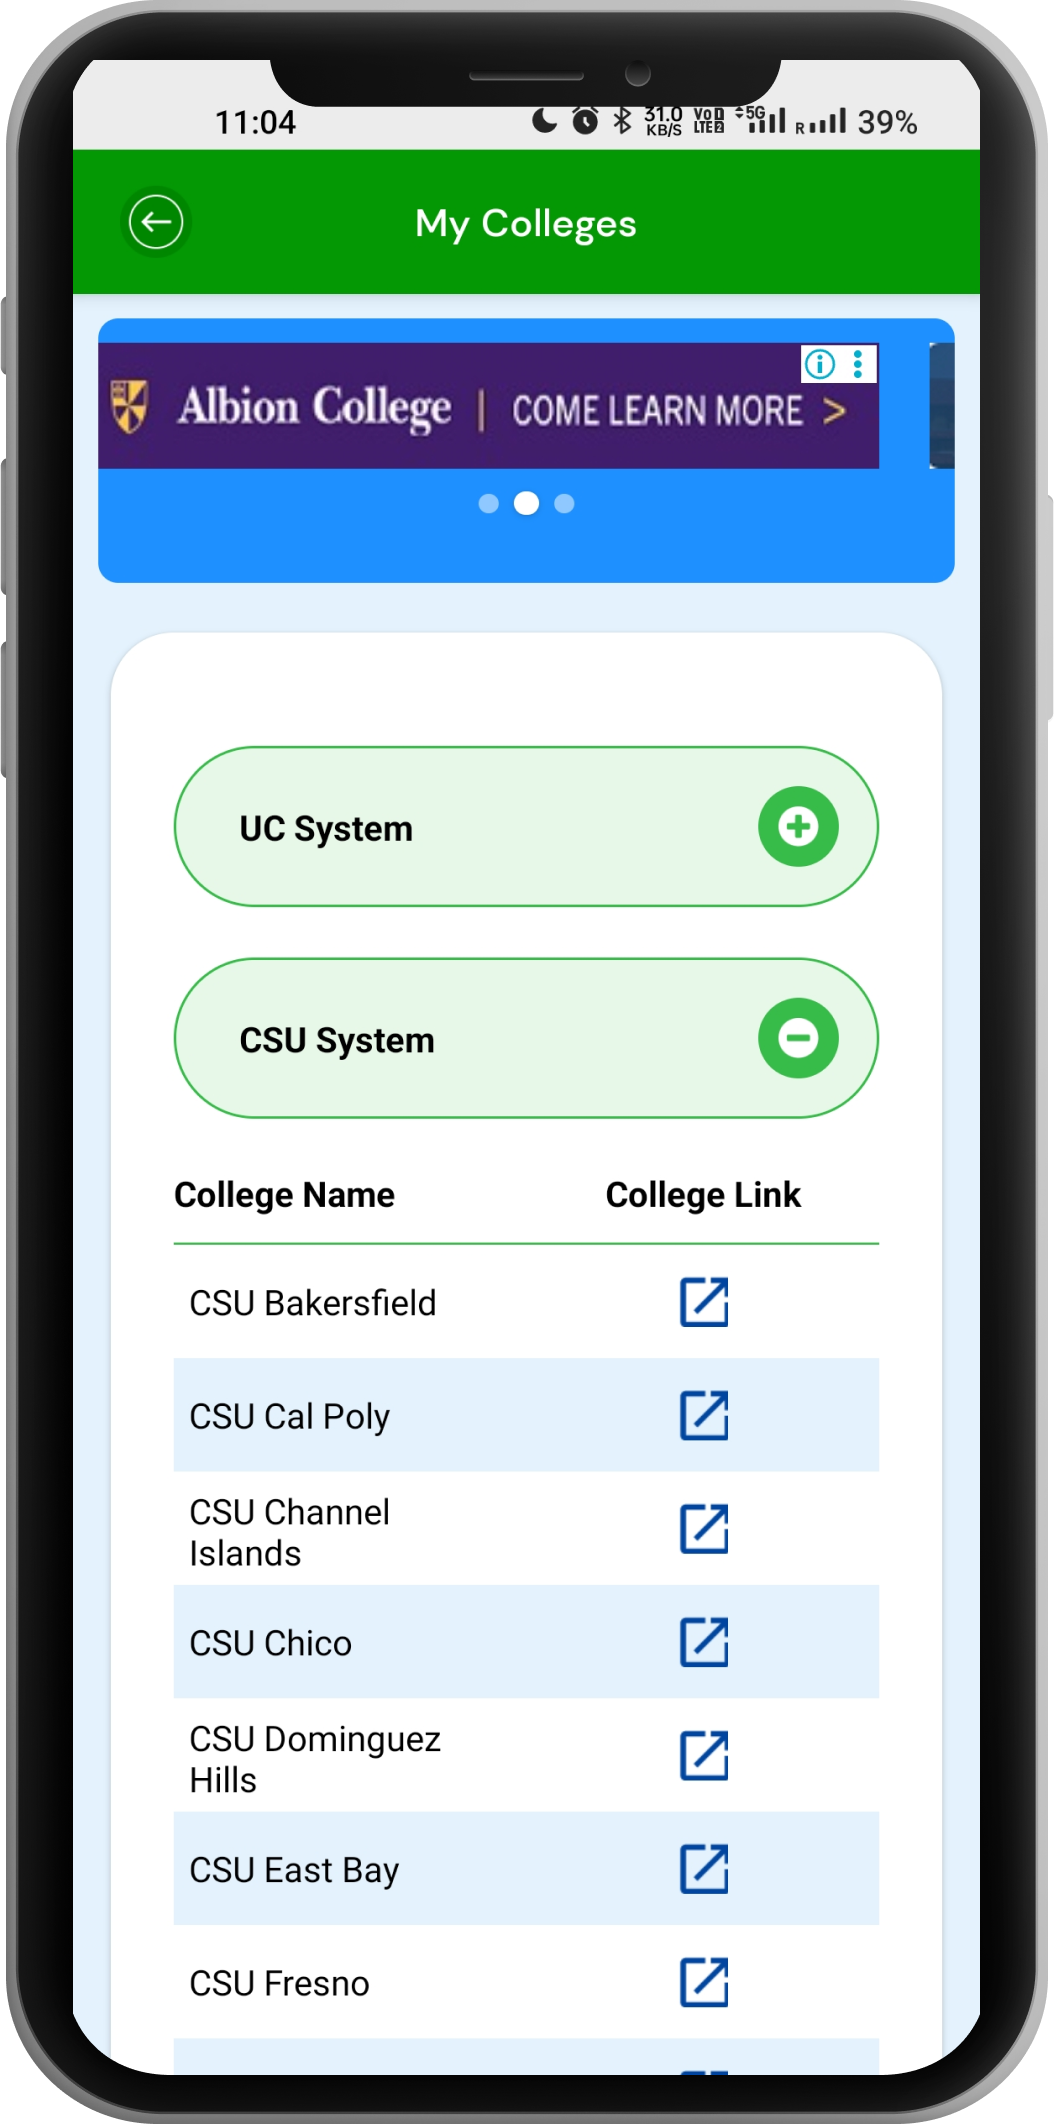 11:04 31.0 KB/S Vo LTE2 5G R 39%
My Colleges
Albion College | COME LEARN MORE >
UC System
CSU System
College Name College Link
CSU Bakersfield
CSU Cal Poly
CSU Channel
Islands
CSU Chico
CSU Dominguez
Hills
CSU East Bay
CSU Fresno